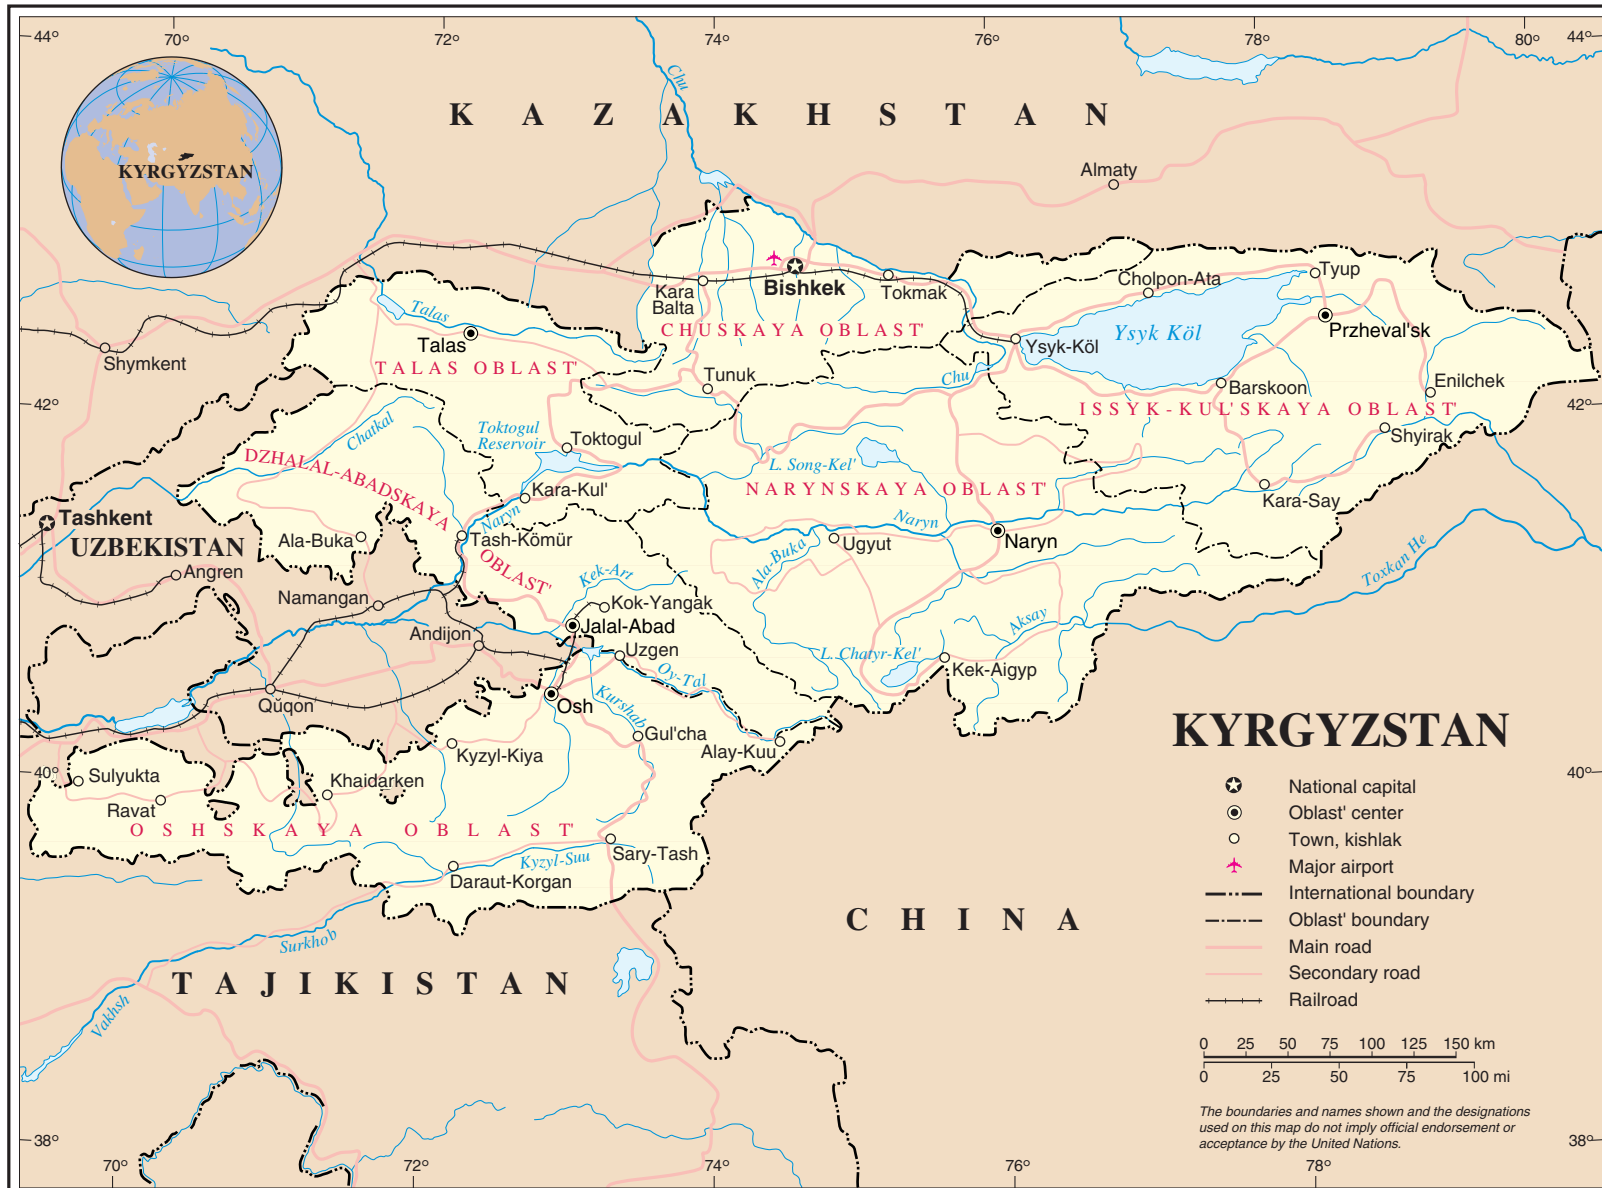 44°
70°
72°
74°
76°
78°
80°
44°
Chu
KAZAKHSTAN
KYRGYZSTAN
Almaty
Bishkek
Kara
Balta
Tokmak
Cholpon-Ata
Tyup
Talas
Talas
CHUSKAYA OBLAST'
Ysyk Köl
Przheval'sk
Shymkent
TALAS OBLAST'
Ysyk-Köl
Tunuk
Chu
Barskoon
Enilchek
42°
42°
ISSYK-KUL'SKAYA OBLAST'
Chatkal
Toktogul
Reservoir
Toktogul
Shyirak
DZHALAL-ABADSKAYA
OBLAST'
L. Song-Kel'
NARYNSKAYA OBLAST'
Kara-Kul'
Kara-Say
Tashkent
UZBEKISTAN
Naryn
Naryn
Ala-Buka
Tash-Kömür
Ala-Buka
Ugyut
Naryn
Toxkan He
Angren
Kek-Art
Namangan
Kok-Yangak
Jalal-Abad
Aksay
Andijon
Uzgen
L. Chatyr-Kel'
Kek-Aigyp
Oy-Tal
Qŭqon
Osh
Kurshab
Gul'cha
Kyzyl-Kiya
Alay-Kuu
KYRGYZSTAN
40°
40°
Sulyukta
Khaidarken
Ravat
OSHSKAYA OBLAST'
Kyzyl-Suu
Sary-Tash
Daraut-Korgan
National capital
Oblast' center
Town, kishlak
Major airport
International boundary
Oblast' boundary
Main road
Secondary road
Railroad
CHINA
Surkhob
TAJIKISTAN
Vakhsh
0 25 50 75 100 125 150 km
0 25 50 75 100 mi
The boundaries and names shown and the designations
used on this map do not imply official endorsement or
acceptance by the United Nations.
38°
38°
70°
72°
74°
76°
78°